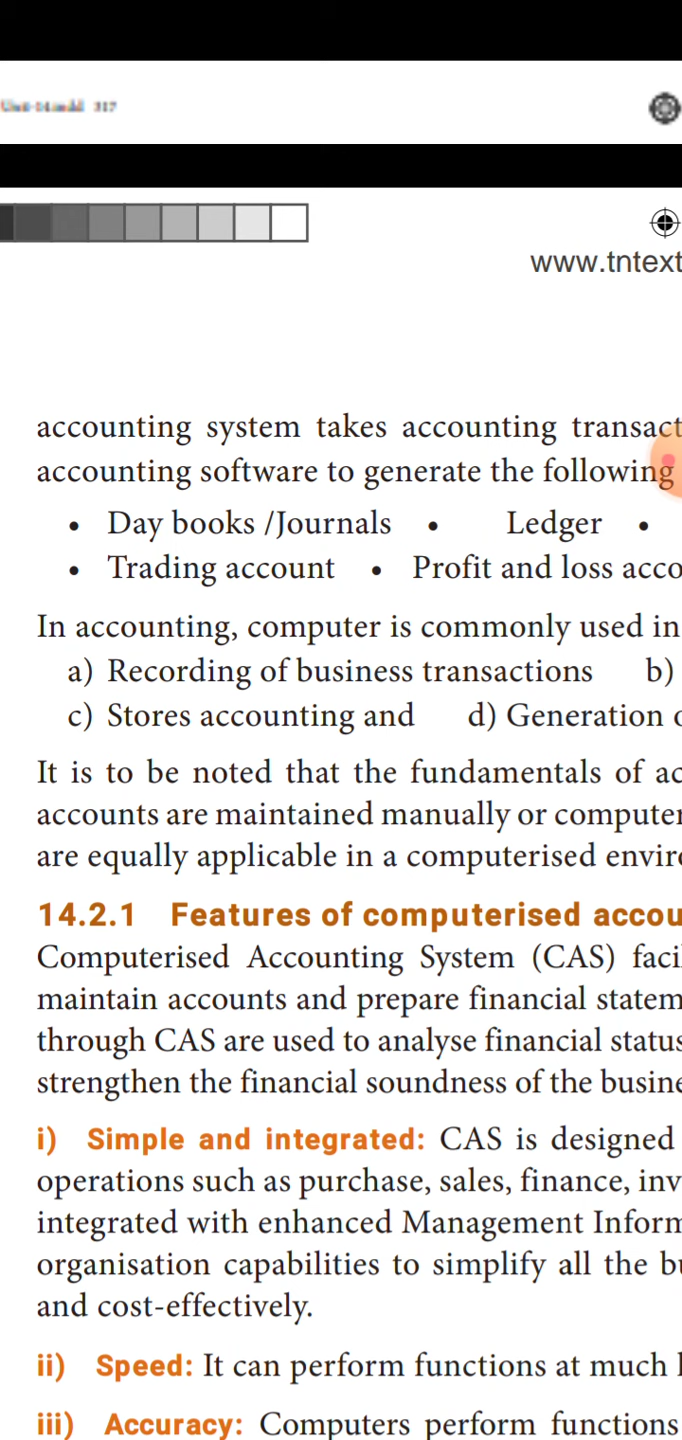 317
www.tntext
accounting system takes accounting transact
accounting software to generate the following
• Day books /Journals • Ledger •
• Trading account • Profit and loss acco
In accounting, computer is commonly used in
a) Recording of business transactions b)
c) Stores accounting and d) Generation o
It is to be noted that the fundamentals of ac
accounts are maintained manually or computer
are equally applicable in a computerised enviro
14.2.1 Features of computerised accou
Computerised Accounting System (CAS) facil
maintain accounts and prepare financial statem
through CAS are used to analyse financial status
strengthen the financial soundness of the busine
i) Simple and integrated: CAS is designed
operations such as purchase, sales, finance, inv
integrated with enhanced Management Inform
organisation capabilities to simplify all the bu
and cost-effectively.
ii) Speed: It can perform functions at much
iii) Accuracy: Computers perform functions